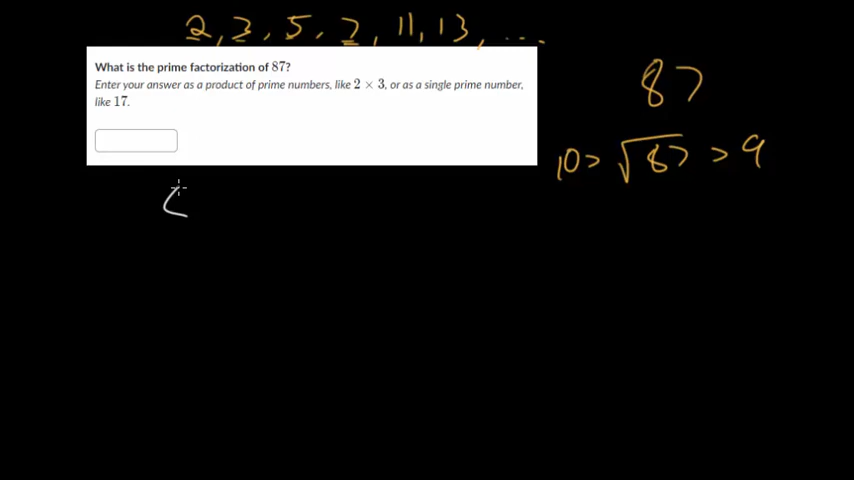 2, 3, 5, 7, 11, 13, ...
What is the prime factorization of 87?
Enter your answer as a product of prime numbers, like 2 × 3, or as a single prime number,
like 17.
87
10 > √87 > 9